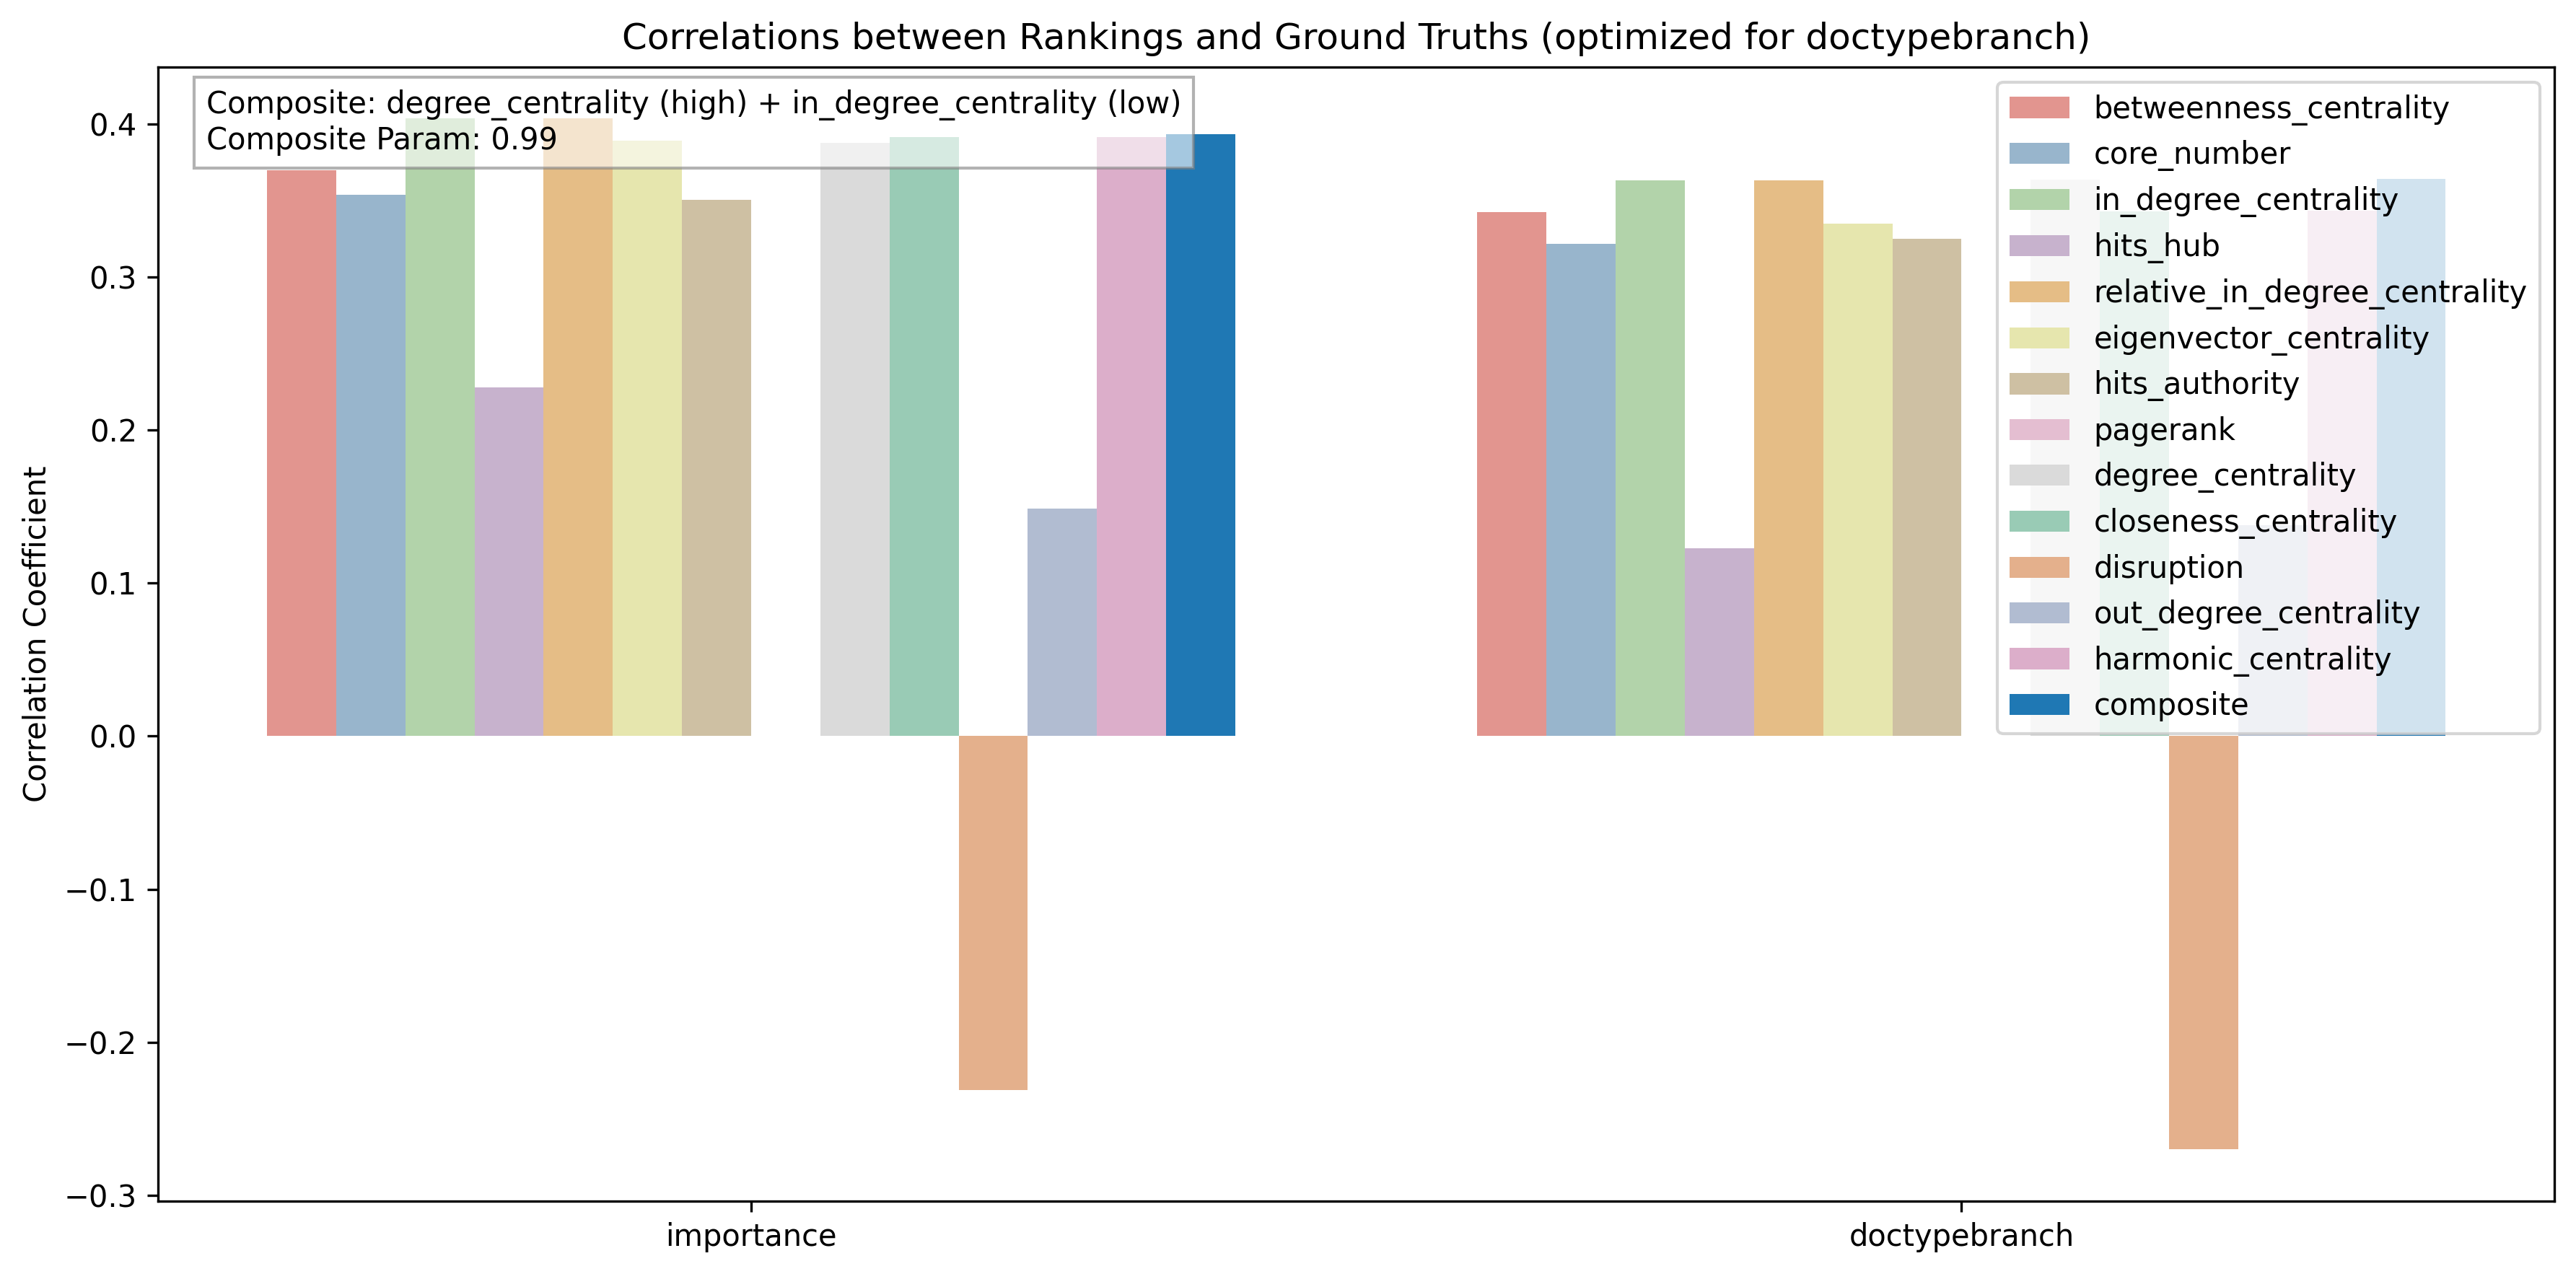 Correlations between Rankings and Ground Truths (optimized for doctypebranch)
Composite: degree_centrality (high) + in_degree_centrality (low)
Composite Param: 0.99
betweenness_centrality
core_number
in_degree_centrality
hits_hub
relative_in_degree_centrality
eigenvector_centrality
hits_authority
pagerank
degree_centrality
closeness_centrality
disruption
out_degree_centrality
harmonic_centrality
composite
Correlation Coefficient
0.4
0.3
0.2
0.1
0.0
−0.1
−0.2
−0.3
importance
doctypebranch